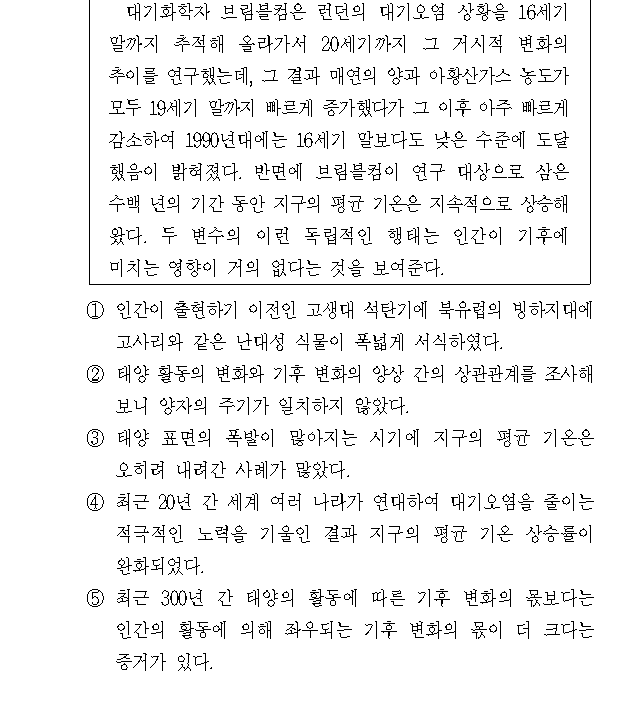 대기화학자 브림블컴은 런던의 대기오염 상황을 16세기
말까지 추적해 올라가서 20세기까지 그 거시적 변화의
추이를 연구했는데, 그 결과 매연의 양과 아황산가스 농도가
모두 19세기 말까지 빠르게 증가했다가 그 이후 아주 빠르게
감소하여 1990년대에는 16세기 말보다도 낮은 수준에 도달
했음이 밝혀졌다. 반면에 브림블컴이 연구 대상으로 삼은
수백 년의 기간 동안 지구의 평균 기온은 지속적으로 상승해
왔다. 두 변수의 이런 독립적인 행태는 인간이 기후에
미치는 영향이 거의 없다는 것을 보여준다.
① 인간이 출현하기 이전인 고생대 석탄기에 북유럽의 빙하지대에
고사리와 같은 난대성 식물이 폭넓게 서식하였다.
② 태양 활동의 변화와 기후 변화의 양상 간의 상관관계를 조사해
보니 양자의 주기가 일치하지 않았다.
③ 태양 표면의 폭발이 많아지는 시기에 지구의 평균 기온은
오히려 내려간 사례가 많았다.
④ 최근 20년 간 세계 여러 나라가 연대하여 대기오염을 줄이는
적극적인 노력을 기울인 결과 지구의 평균 기온 상승률이
완화되었다.
⑤ 최근 300년 간 태양의 활동에 따른 기후 변화의 몫보다는
인간의 활동에 의해 좌우되는 기후 변화의 몫이 더 크다는
증거가 있다.